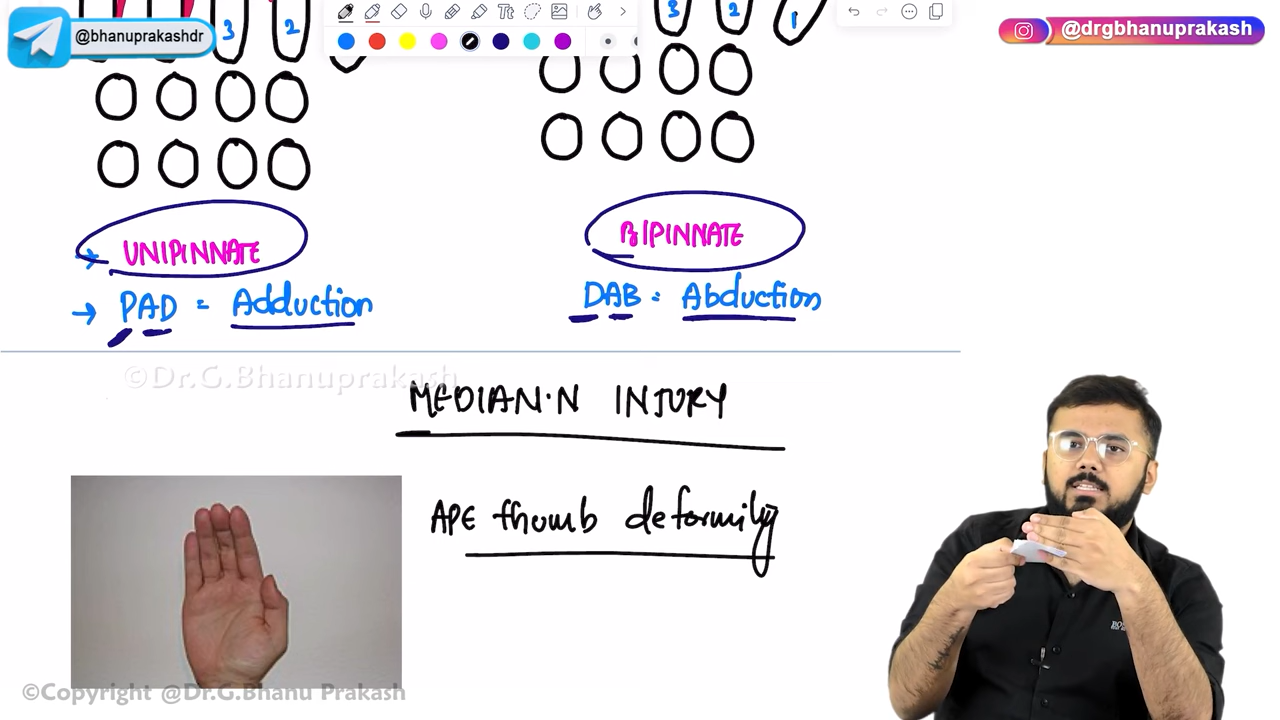 @bhanuprakashdr
@drgbhanuprakash
3 2
3 2 1
Tt
UNIPINNATE
BIPINNATE
→ PAD = Adduction
DAB = Abduction
©Dr.G.Bhanuprakash
MEDIAN.N INJURY
APE thumb deformity
©Copyright @Dr.G.Bhanu Prakash